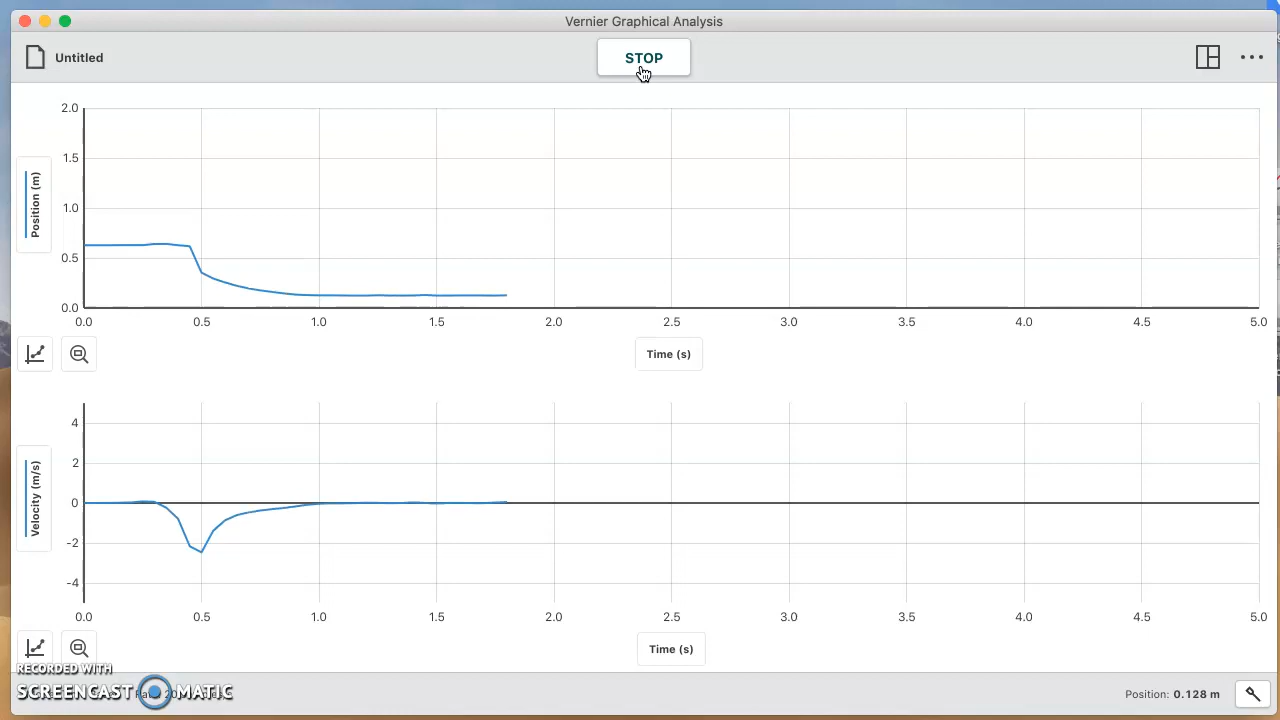 Vernier Graphical Analysis
Untitled
STOP
2.0
1.5
1.0
0.5
0.0
Position (m)
0.0 0.5 1.0 1.5 2.0 2.5 3.0 3.5 4.0 4.5 5.0
Time (s)
4
2
0
-2
-4
Velocity (m/s)
0.0 0.5 1.0 1.5 2.0 2.5 3.0 3.5 4.0 4.5 5.0
Time (s)
RECORDED WITH
SCREENCAST MATIC
Position: 0.128 m